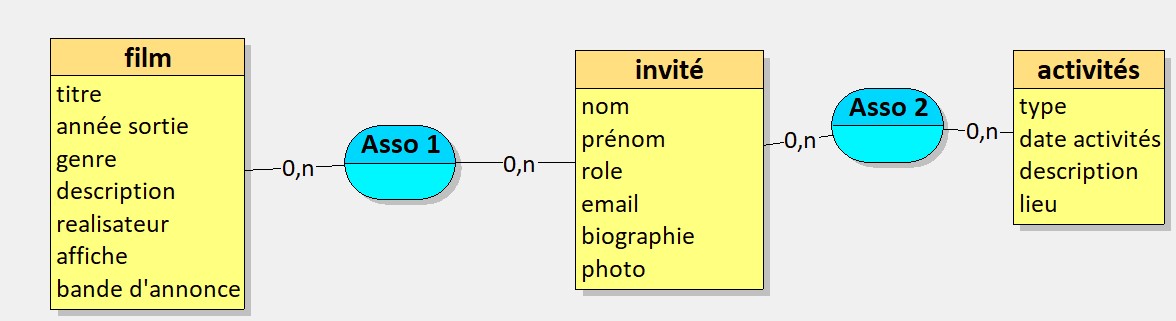 film
titre
année sortie
genre
description
realisateur
affiche
bande d'annonce
0,n
Asso 1
0,n
invité
nom
prénom
role
email
biographie
photo
0,n
Asso 2
0,n
activités
type
date activités
description
lieu